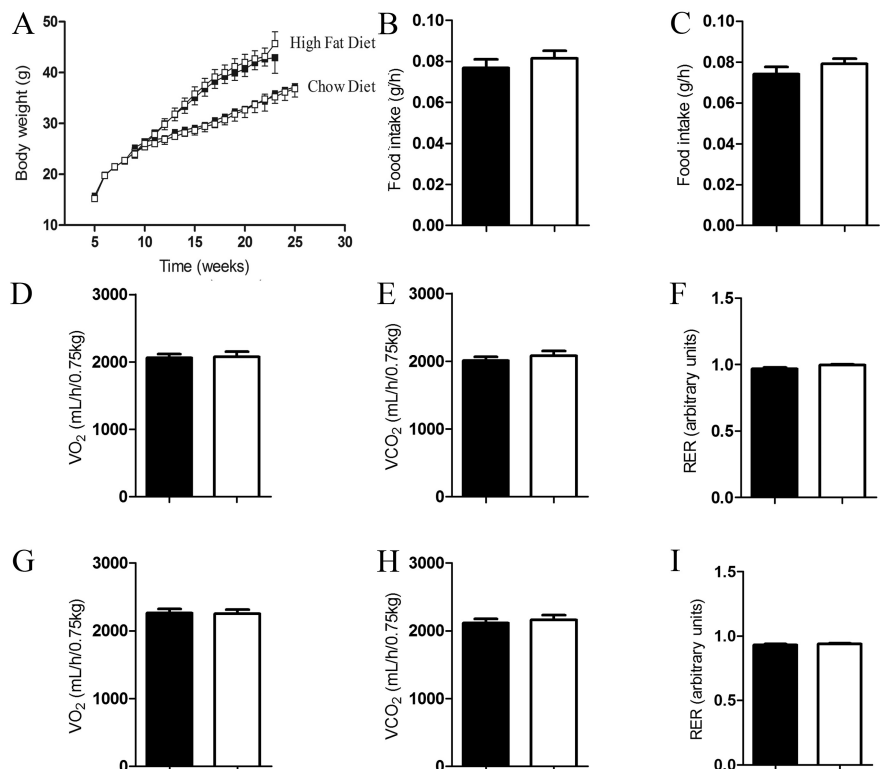 A
Body weight (g)
50
40
30
20
10
High Fat Diet
Chow Diet
5
10
15
20
25
30
Time (weeks)
B
Food intake (g/h)
0.10
0.08
0.06
0.04
0.02
0.00
C
Food intake (g/h)
0.10
0.08
0.06
0.04
0.02
0.00
D
VO2 (mL/h/0.75kg)
3000
2000
1000
0
E
VCO2 (mL/h/0.75kg)
3000
2000
1000
0
F
RER (arbitrary units)
1.5
1.0
0.5
0.0
G
VO2 (mL/h/0.75kg)
3000
2000
1000
0
H
VCO2 (mL/h/0.75kg)
3000
2000
1000
0
I
RER (arbitrary units)
1.5
1.0
0.5
0.0